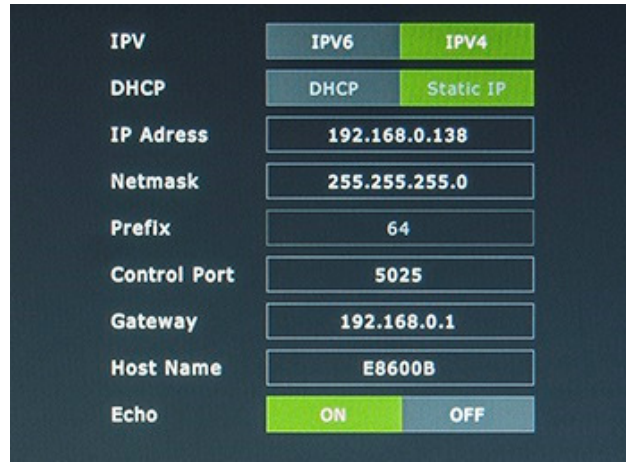 IPV IPV6 IPV4
DHCP DHCP Static IP
IP Adress 192.168.0.138
Netmask 255.255.255.0
Prefix 64
Control Port 5025
Gateway 192.168.0.1
Host Name E8600B
Echo ON OFF